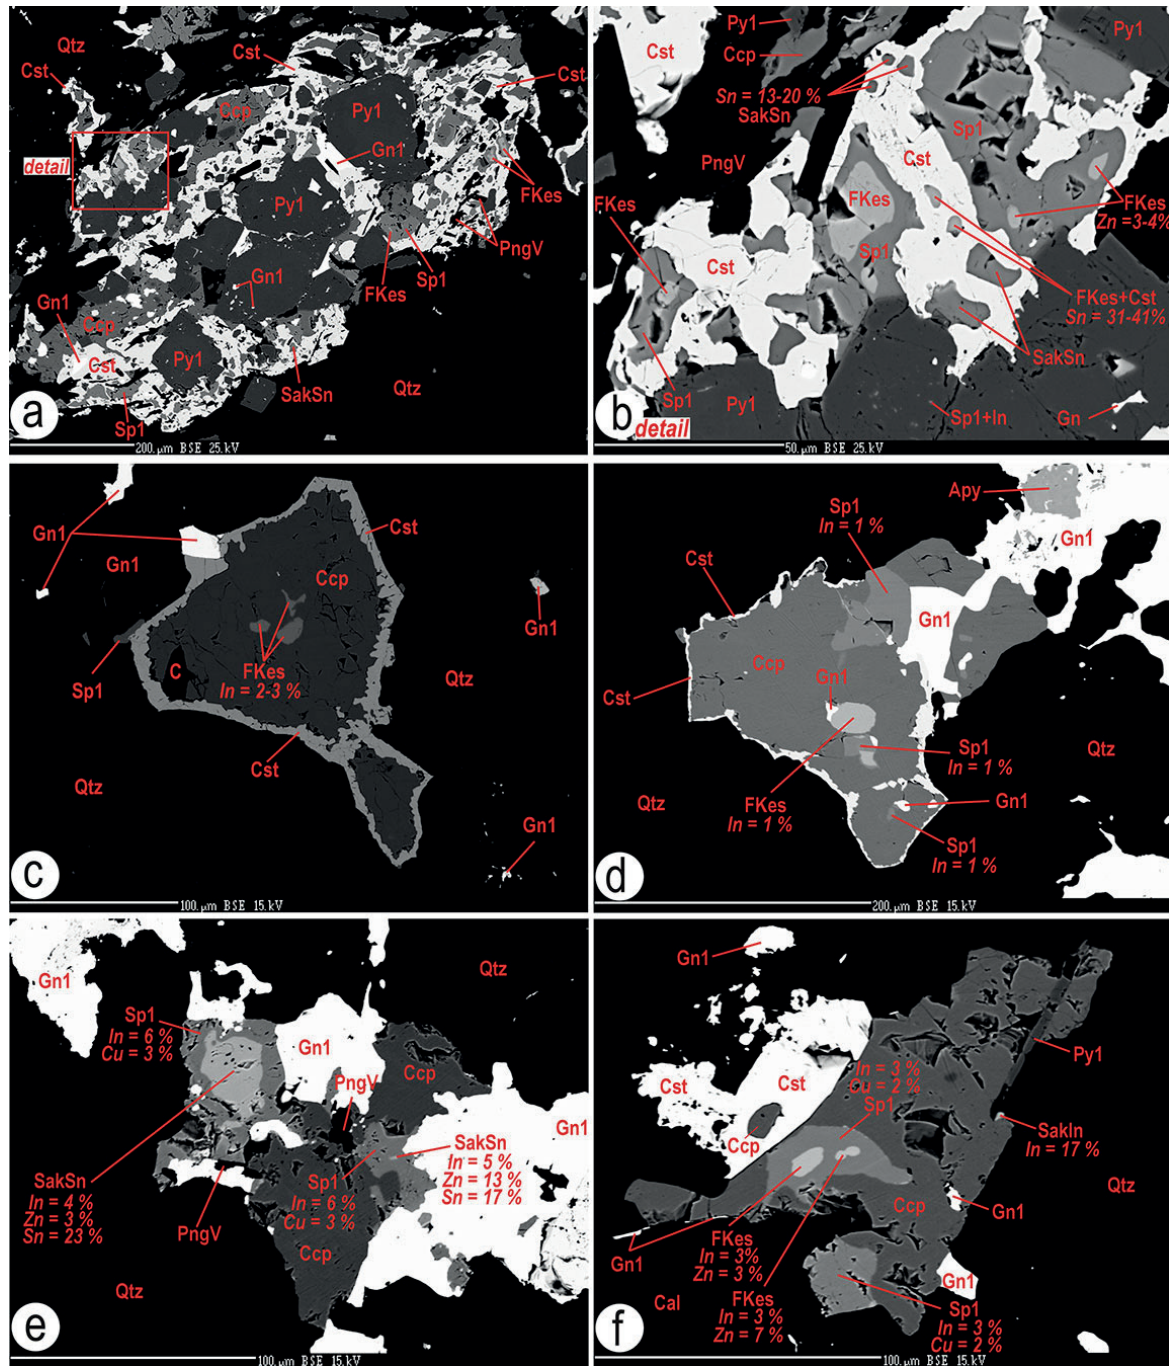 Qtz
Cst
Cst
Cst
Ccp
Py1
Gn1
detail
FKes
Py1
PngV
Gn1
Sp1
FKes
Gn1
Ccp
Cst
Py1
SakSn
Qtz
Sp1
a
200.µm BSE 25.kV
Py1
Cst
Ccp
Py1
Sn = 13-20 %
SakSn
Sp1
PngV
Cst
FKes
FKes
FKes
Zn = 3-4%
Sp1
Cst
FKes+Cst
Sn = 31-41%
SakSn
Sp1
Py1
Sp1+In
Gn
b
detail
50.µm BSE 25.kV
Gn1
Gn1
Cst
Ccp
Gn1
Sp1
C
FKes
In = 2-3 %
Qtz
Cst
Qtz
Gn1
c
100.µm BSE 15.kV
Apy
Sp1
In = 1 %
Gn1
Cst
Gn1
Ccp
Gn1
Cst
Sp1
In = 1 %
Qtz
Qtz
FKes
In = 1 %
Gn1
Sp1
In = 1 %
d
200.µm BSE 15.kV
Gn1
Qtz
Sp1
In = 6 %
Cu = 3 %
Gn1
Ccp
PngV
Gn1
SakSn
In = 5 %
Zn = 13 %
Sn = 17 %
SakSn
In = 4 %
Zn = 3 %
Sn = 23 %
Sp1
In = 6 %
Cu = 3 %
PngV
Ccp
Qtz
e
100.µm BSE 15.kV
Gn1
Py1
Cst
Cst
In = 3 %
Cu = 2 %
Sp1
Ccp
SakIn
In = 17 %
Qtz
Ccp
Gn1
Gn1
FKes
In = 3%
Zn = 3 %
Gn1
Cal
FKes
In = 3 %
Zn = 7 %
Sp1
In = 3 %
Cu = 2 %
f
100.µm BSE 15.kV